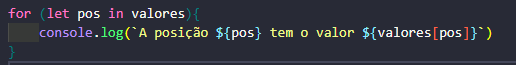 for (let pos in valores){
    console.log(`A posição ${pos} tem o valor ${valores[pos]}`)
}